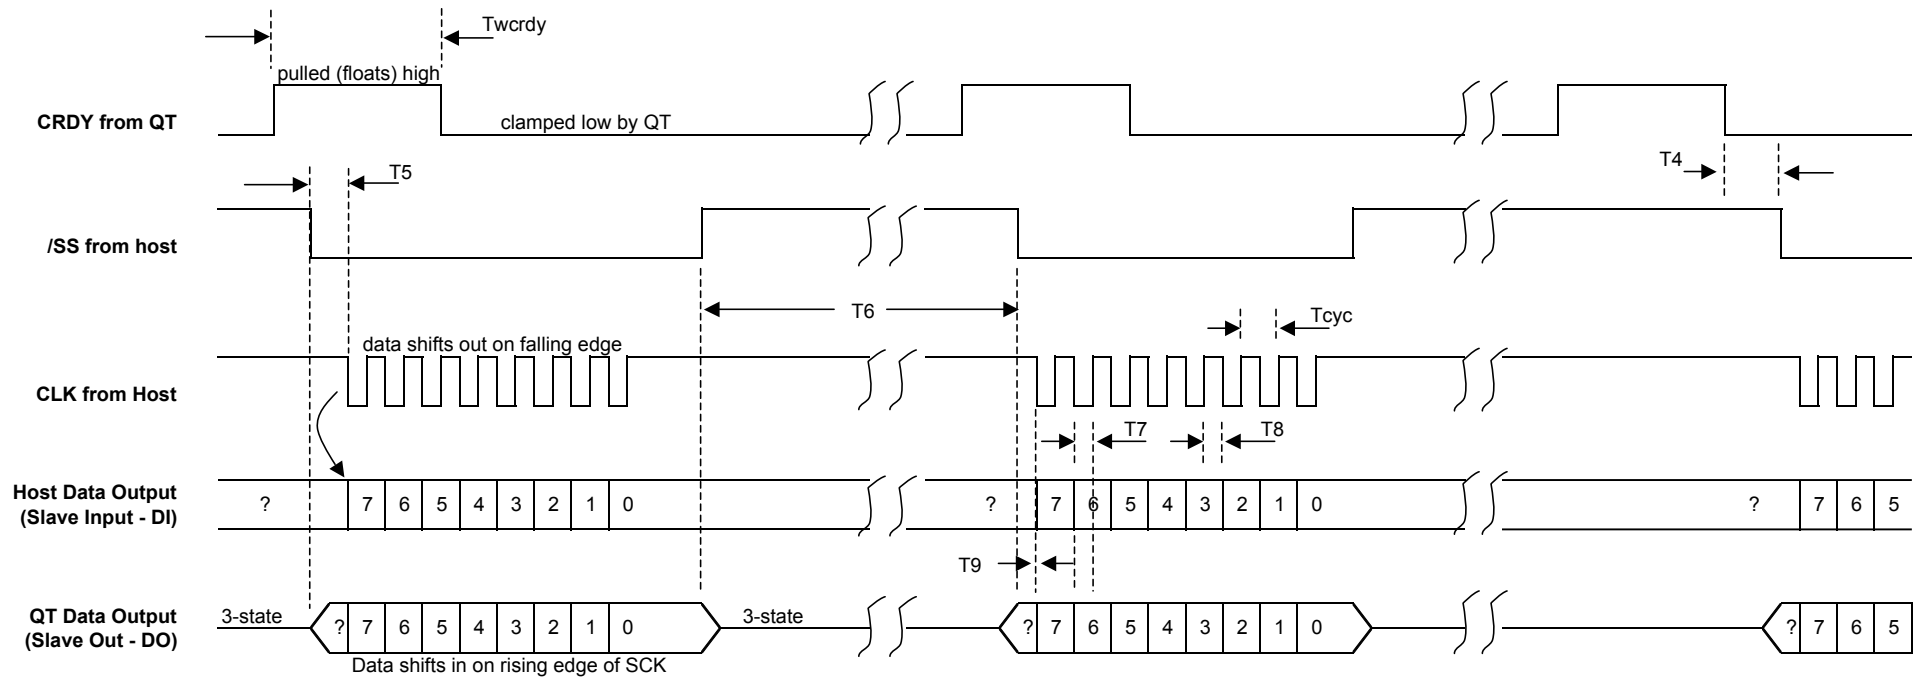 Twcrdy
pulled (floats) high
CRDY from QT
clamped low by QT
T5
T4
/SS from host
T6
Tcyc
data shifts out on falling edge
CLK from Host
T7
T8
Host Data Output
(Slave Input - DI)
? 7 6 5 4 3 2 1 0 ? 7 6 5 4 3 2 1 0 ? 7 6 5
T9
QT Data Output
(Slave Out - DO)
3-state ? 7 6 5 4 3 2 1 0 3-state ? 7 6 5 4 3 2 1 0 ? 7 6 5
Data shifts in on rising edge of SCK